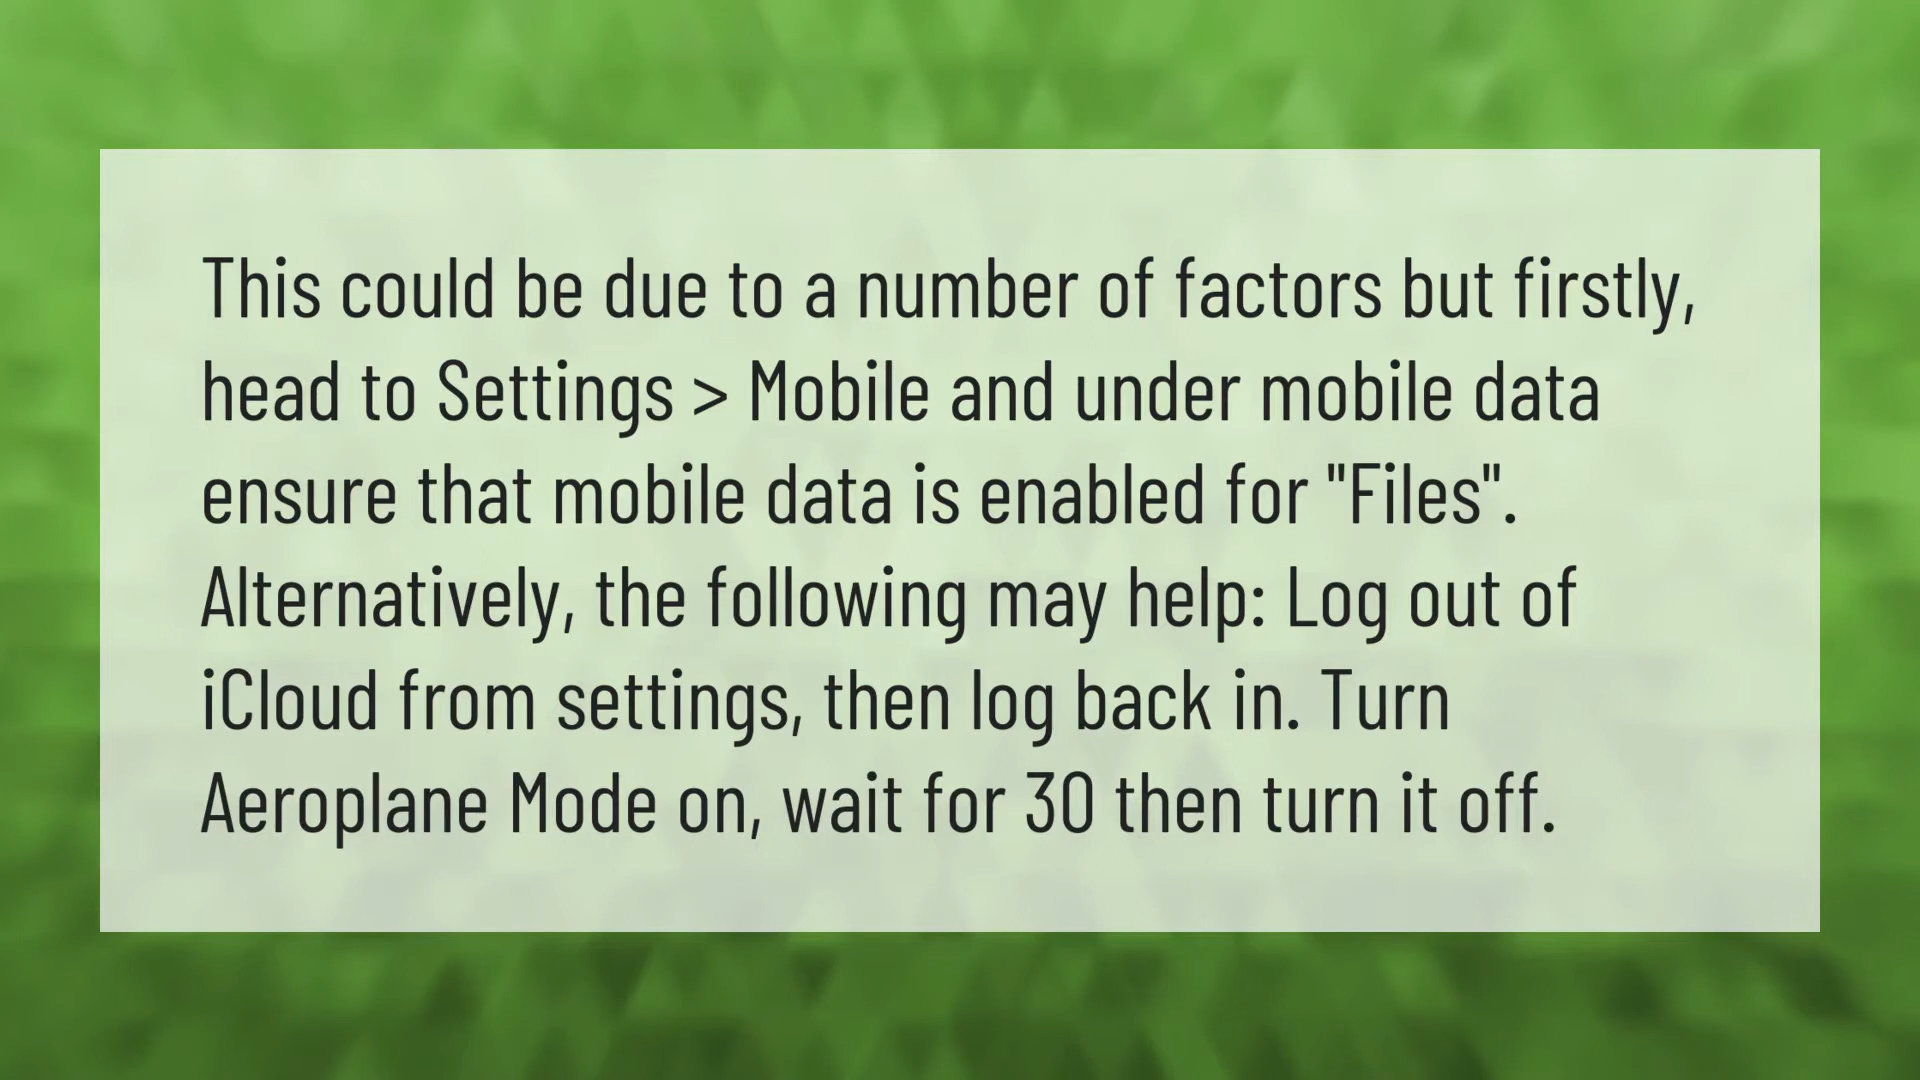 This could be due to a number of factors but firstly,
head to Settings > Mobile and under mobile data
ensure that mobile data is enabled for "Files".
Alternatively, the following may help: Log out of
iCloud from settings, then log back in. Turn
Aeroplane Mode on, wait for 30 then turn it off.